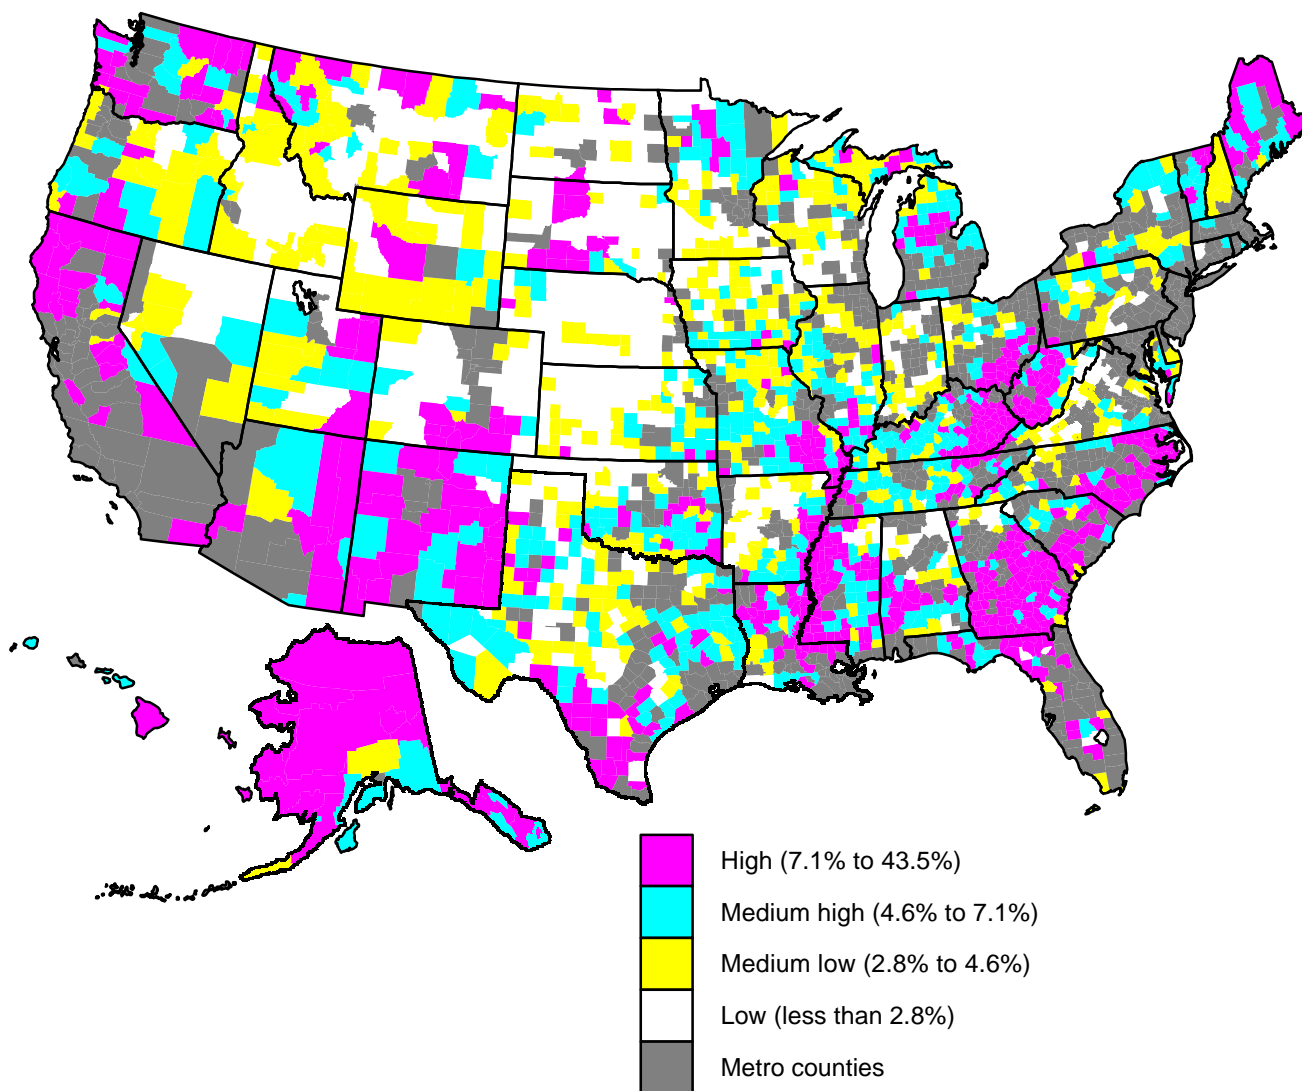 High (7.1% to 43.5%)
Medium high (4.6% to 7.1%)
Medium low (2.8% to 4.6%)
Low (less than 2.8%)
Metro counties